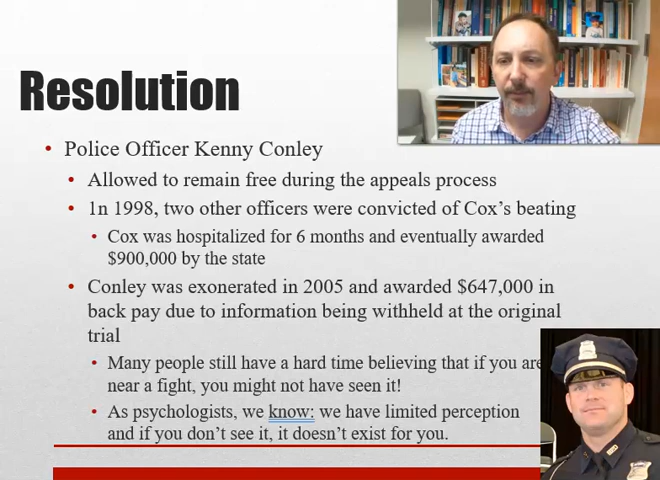 Resolution
• Police Officer Kenny Conley
• Allowed to remain free during the appeals process
• 1n 1998, two other officers were convicted of Cox's beating
• Cox was hospitalized for 6 months and eventually awarded
$900,000 by the state
• Conley was exonerated in 2005 and awarded $647,000 in
back pay due to information being withheld at the original
trial
• Many people still have a hard time believing that if you are
near a fight, you might not have seen it!
• As psychologists, we know: we have limited perception
and if you don't see it, it doesn't exist for you.